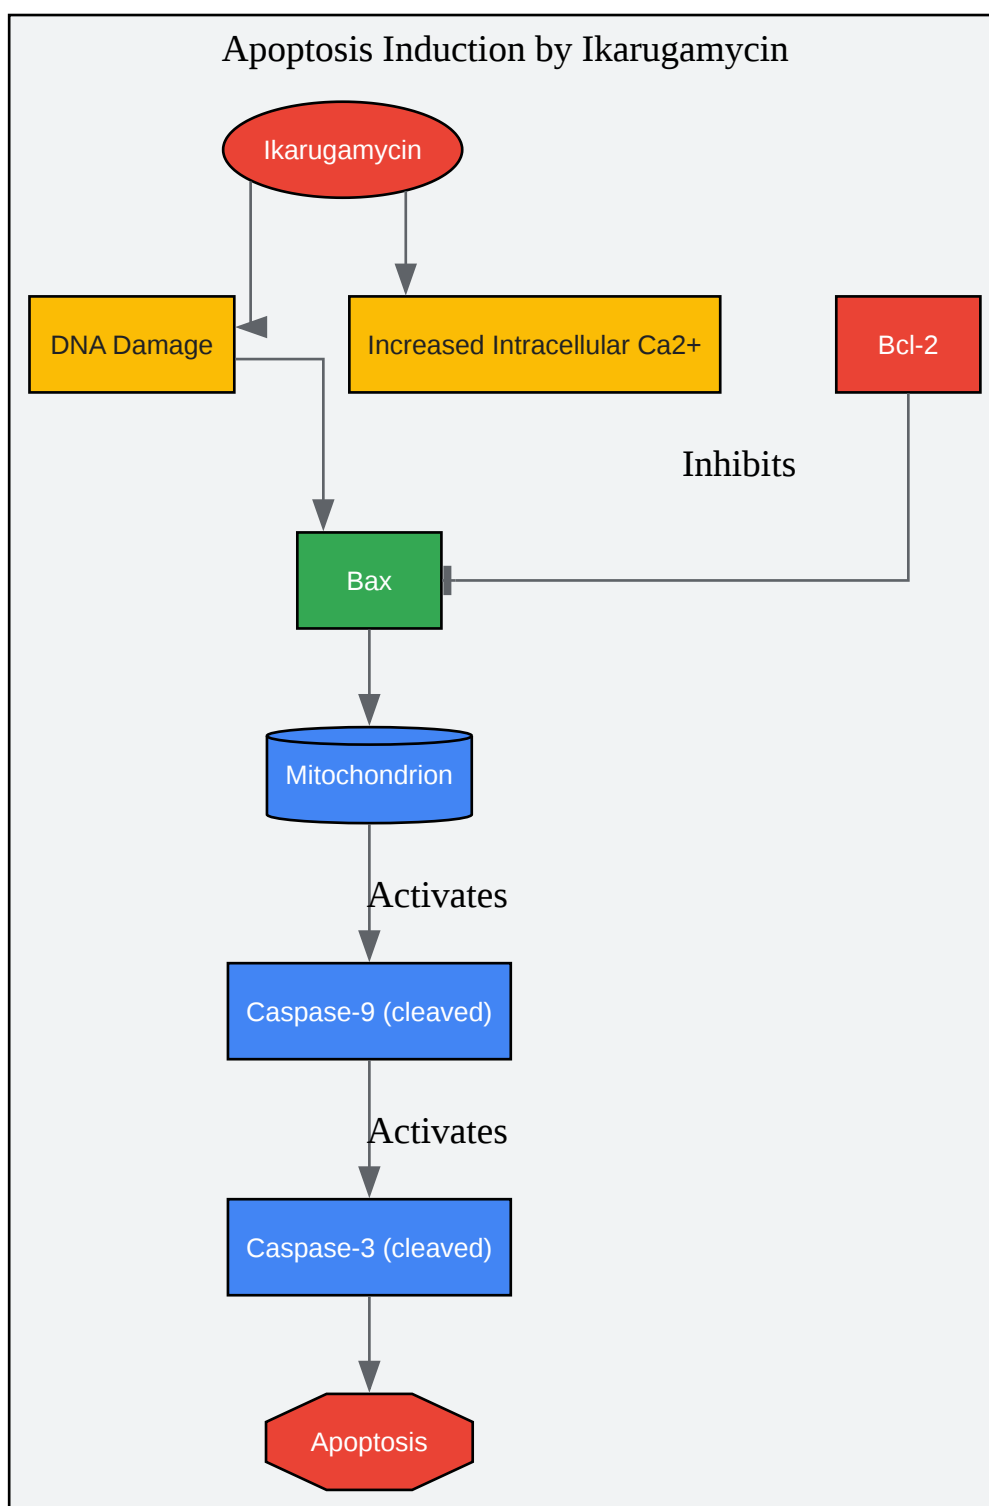 Apoptosis Induction by Ikarugamycin
Ikarugamycin
DNA Damage
Increased Intracellular Ca2+
Bcl-2
Inhibits
Bax
Mitochondrion
Activates
Caspase-9 (cleaved)
Activates
Caspase-3 (cleaved)
Apoptosis